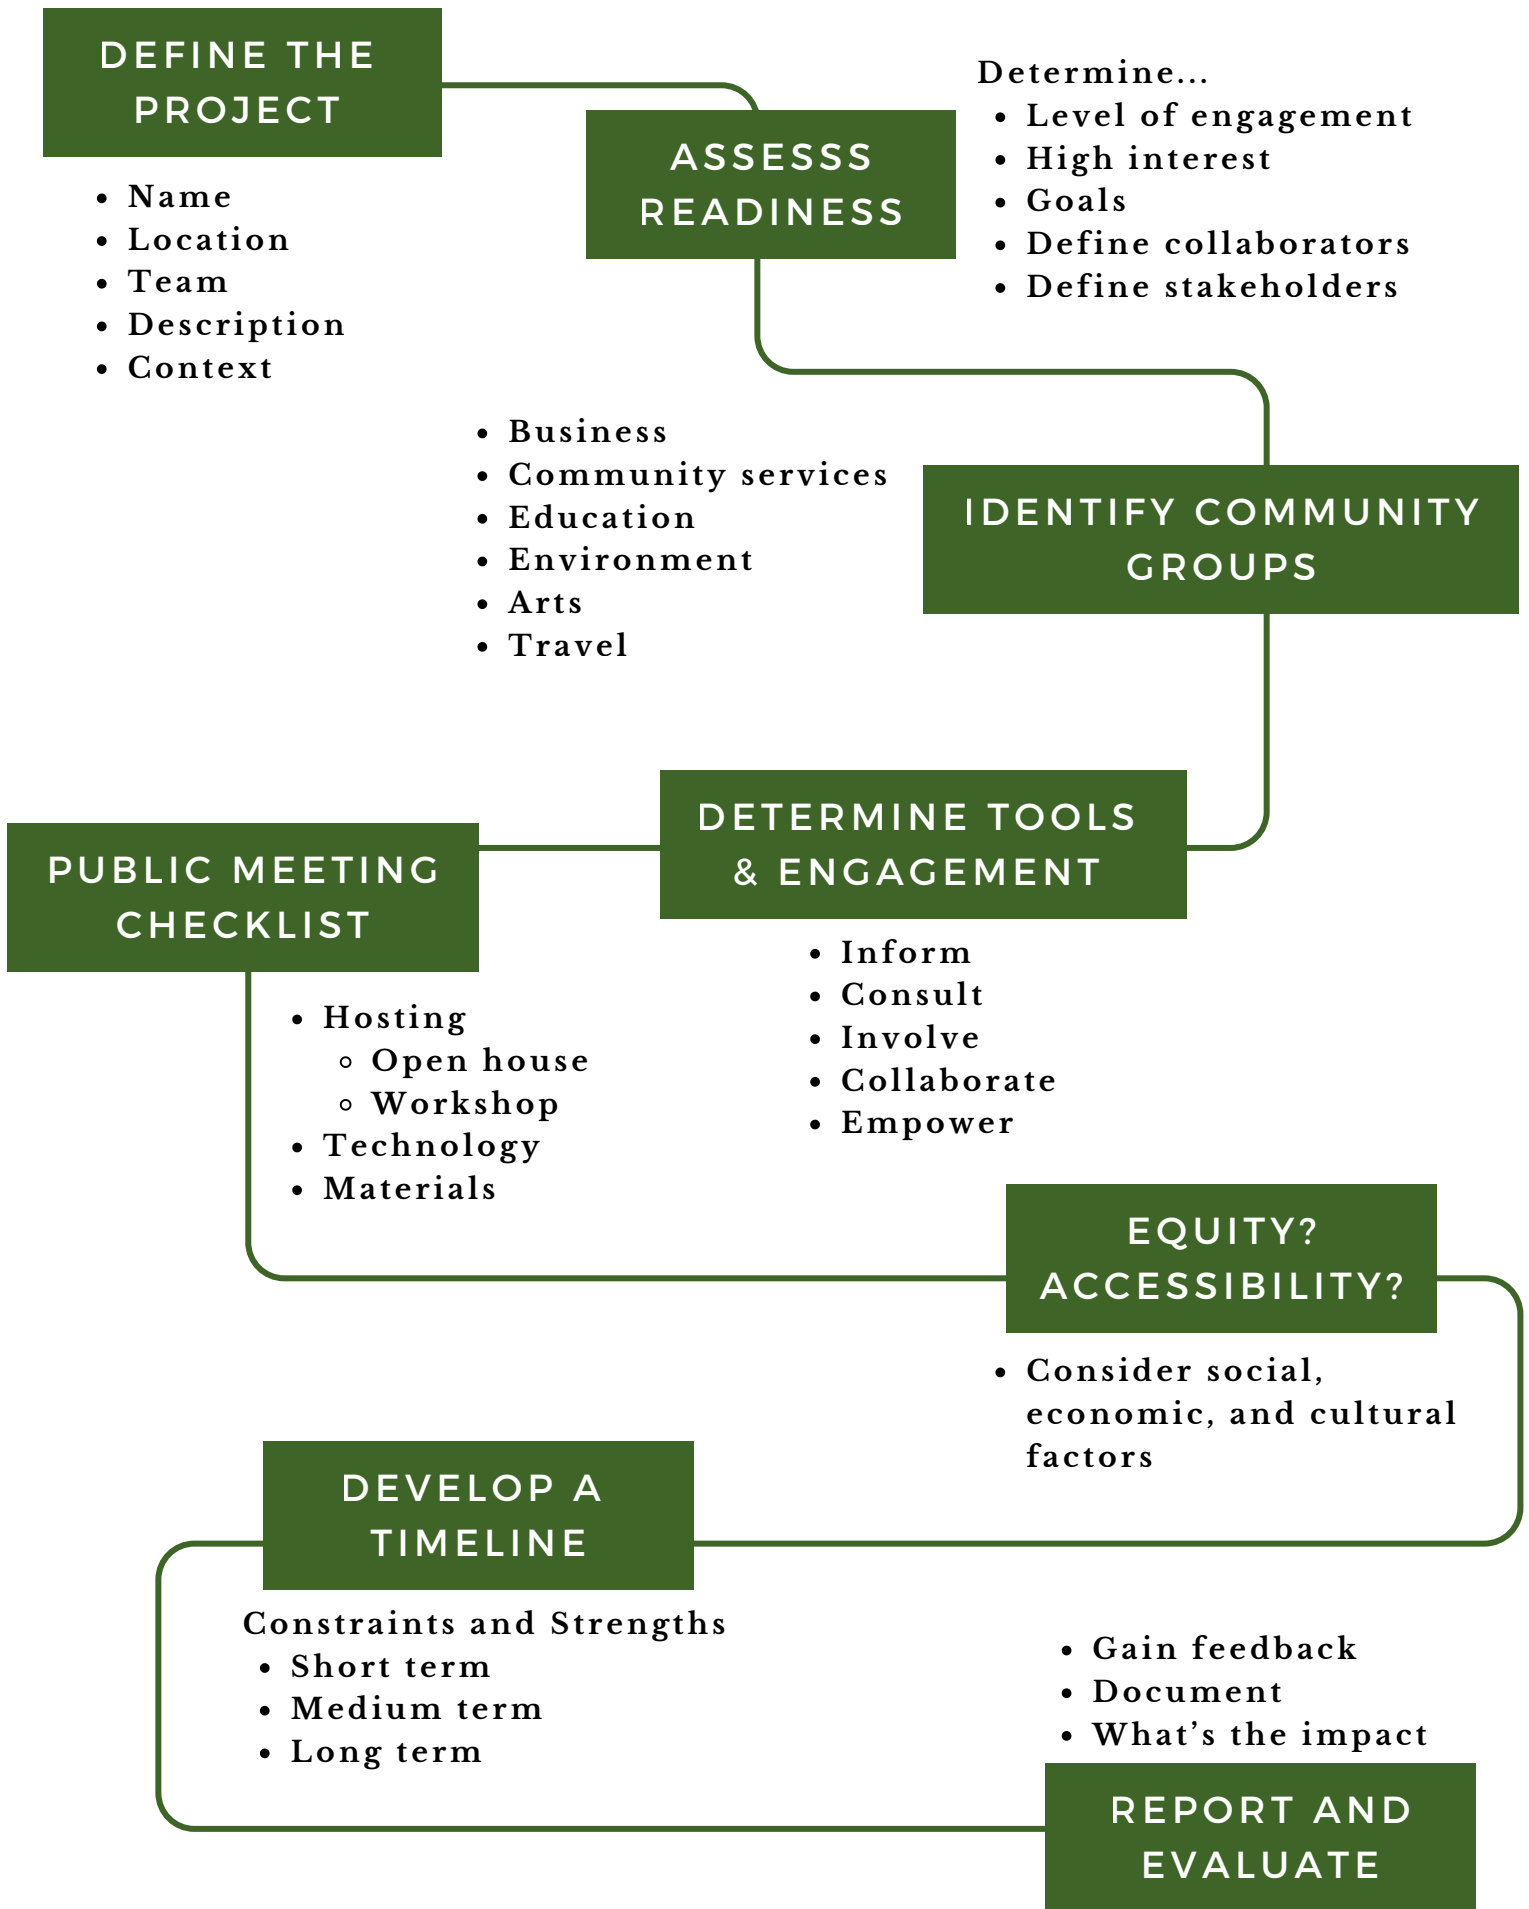 DEFINE THE
PROJECT
• Name
• Location
• Team
• Description
• Context
ASSESSS
READINESS
Determine...
• Level of engagement
• High interest
• Goals
• Define collaborators
• Define stakeholders
IDENTIFY COMMUNITY
GROUPS
• Business
• Community services
• Education
• Environment
• Arts
• Travel
DETERMINE TOOLS
& ENGAGEMENT
• Inform
• Consult
• Involve
• Collaborate
• Empower
PUBLIC MEETING
CHECKLIST
• Hosting
◦ Open house
◦ Workshop
• Technology
• Materials
EQUITY?
ACCESSIBILITY?
• Consider social,
economic, and cultural
factors
DEVELOP A
TIMELINE
Constraints and Strengths
• Short term
• Medium term
• Long term
• Gain feedback
• Document
• What’s the impact
REPORT AND
EVALUATE